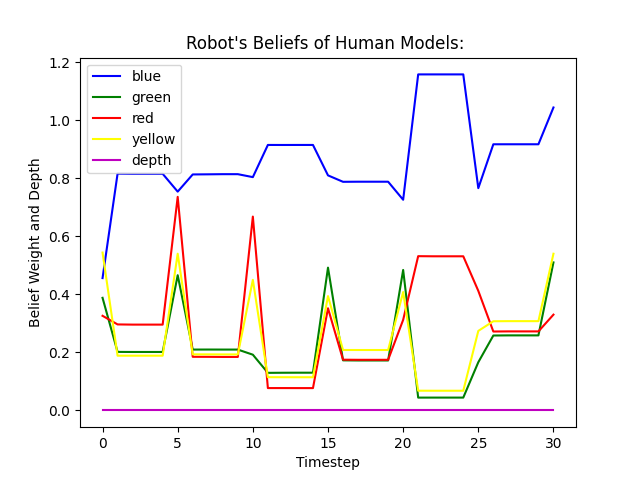 Robot's Beliefs of Human Models:
1.2
1.0
0.8
0.6
0.4
0.2
0.0
Belief Weight and Depth
blue
green
red
yellow
depth
0 5 10 15 20 25 30
Timestep